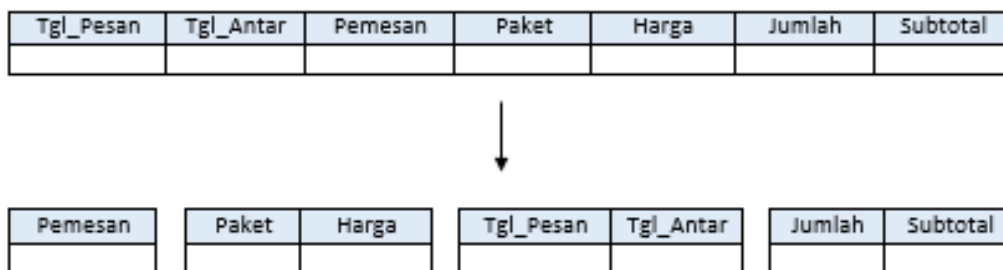 Tgl_Pesan Tgl_Antar Pemesan Paket Harga Jumlah Subtotal
Pemesan Paket Harga Tgl_Pesan Tgl_Antar Jumlah Subtotal